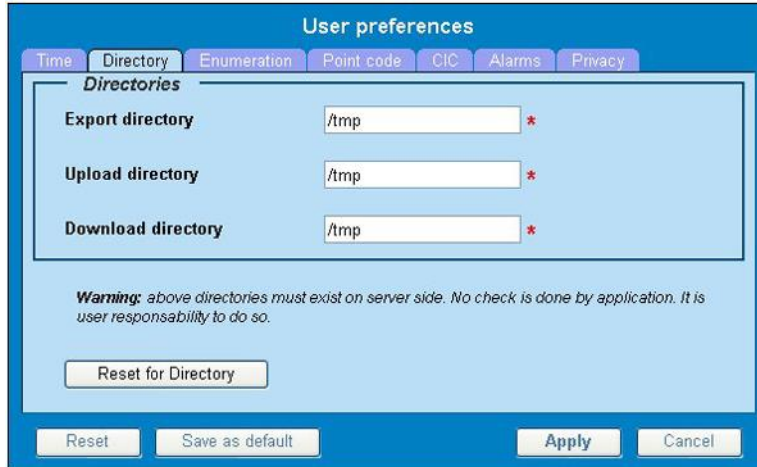 User preferences
Time Directory Enumeration Point code CIC Alarms Privacy
Directories
Export directory /tmp *
Upload directory /tmp *
Download directory /tmp *
Warning: above directories must exist on server side. No check is done by application. It is
user responsability to do so.
Reset for Directory
Reset Save as default Apply Cancel